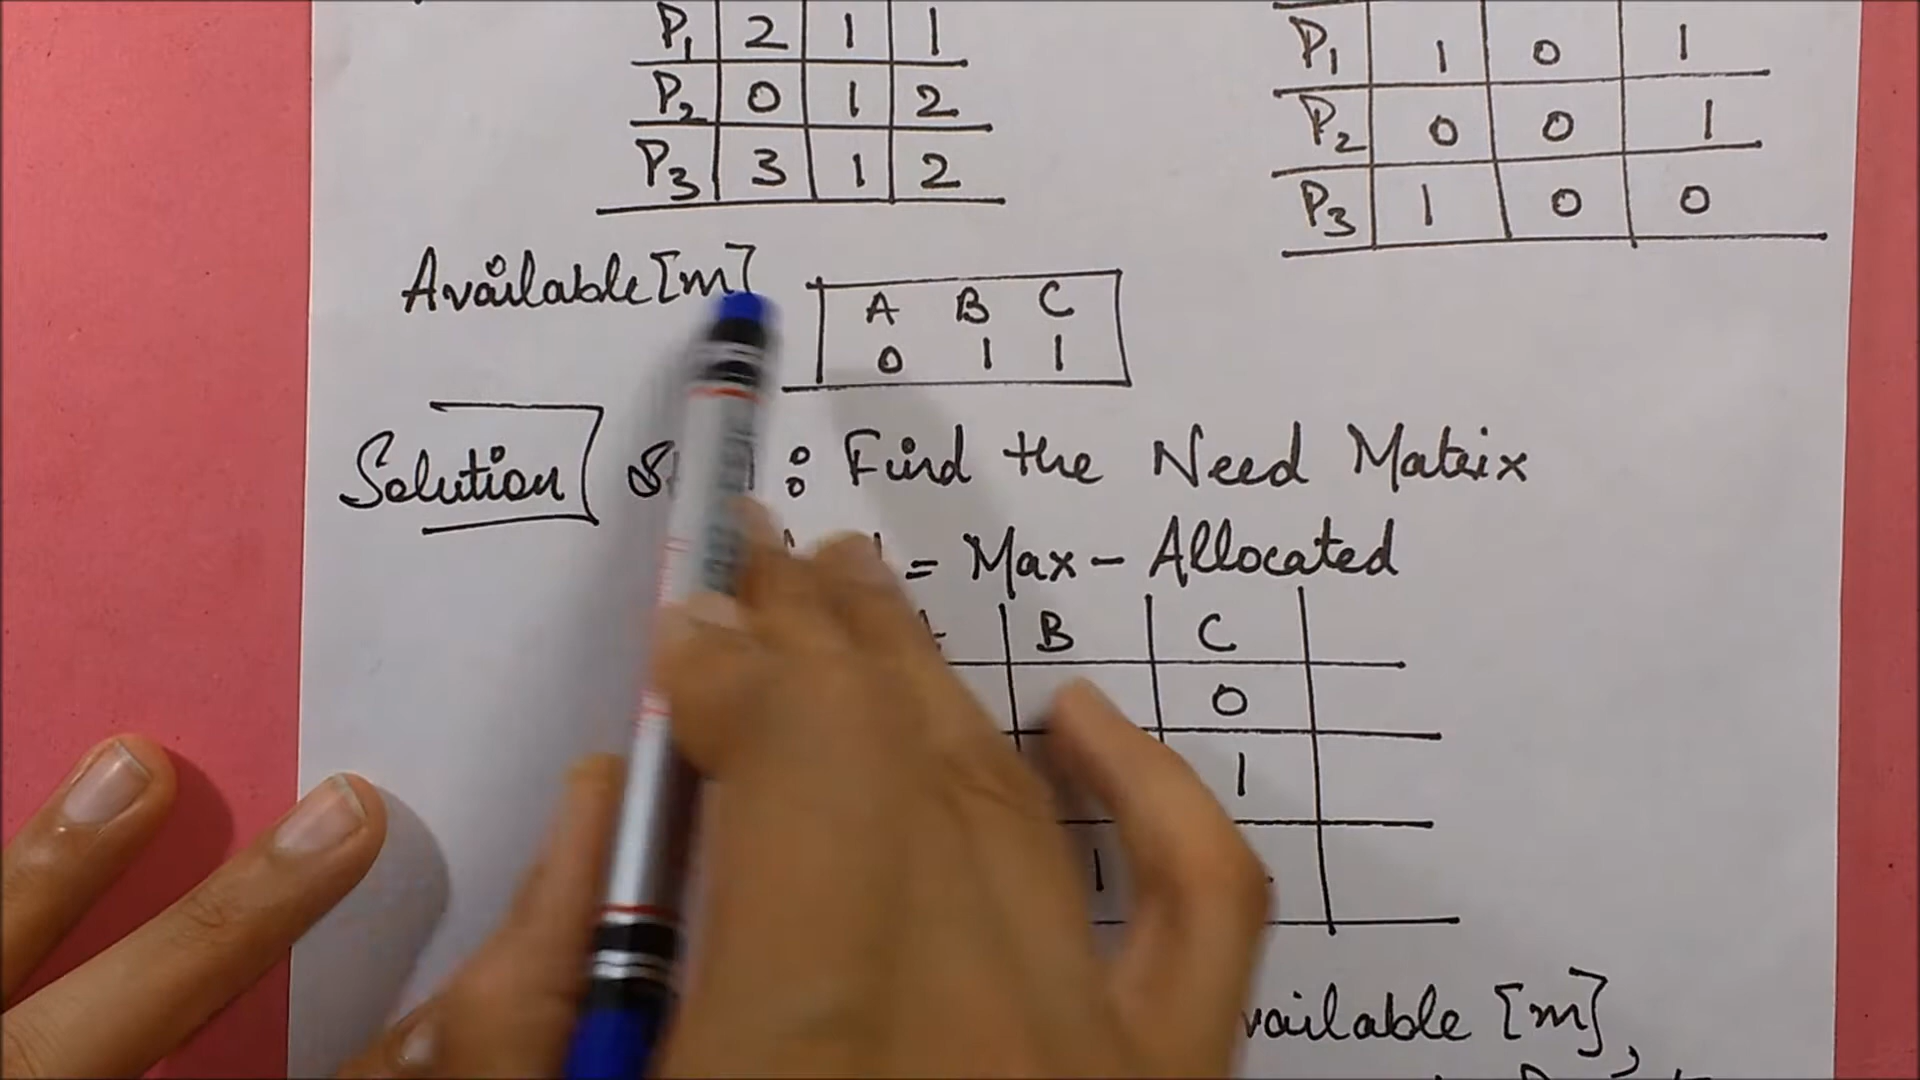 P1 2 1 1
P2 0 1 2
P3 3 1 2
P1 1 0 1
P2 0 0 1
P3 1 0 0
Available [m]
A B C
0 1 1
Solution : Find the Need Matrix
= Max - Allocated
B C
0
1
1
[m],